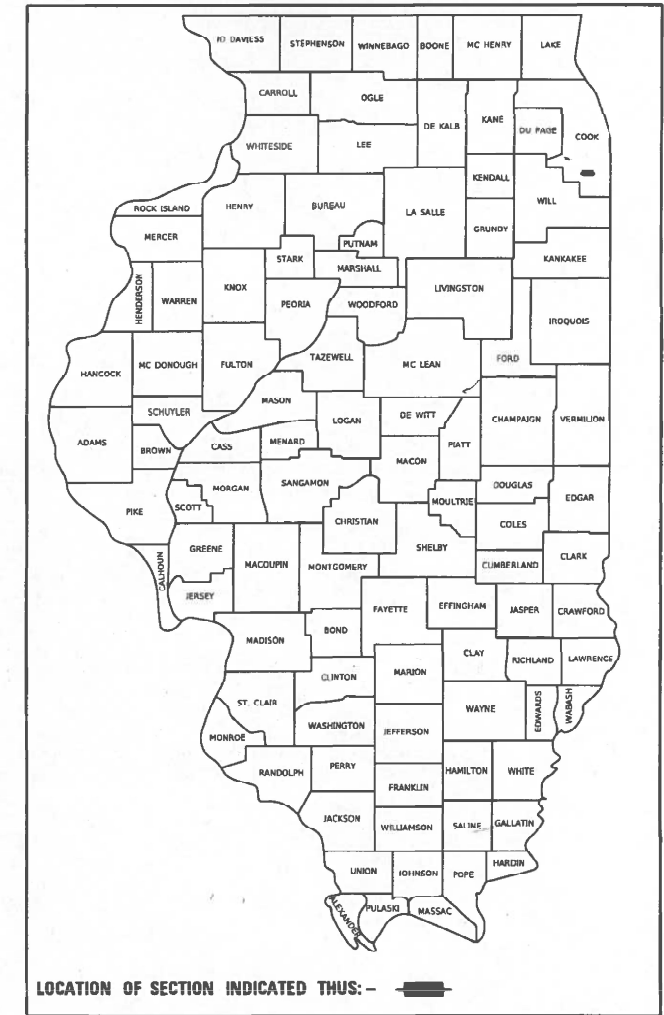 JO DAVIESS STEPHENSON WINNEBAGO BOONE MC HENRY LAKE
CARROLL OGLE DE KALB KANE DU PAGE COOK
WHITESIDE LEE
KENDALL
ROCK ISLAND HENRY BUREAU LA SALLE WILL
MERCER PUTNAM GRUNDY
STARK MARSHALL KANKAKEE
HENDERSON WARREN KNOX PEORIA WOODFORD LIVINGSTON IROQUOIS
HANCOCK MC DONOUGH FULTON TAZEWELL MC LEAN FORD
SCHUYLER MASON LOGAN DE WITT CHAMPAIGN VERMILION
ADAMS BROWN CASS MENARD PIATT
MACON
PIKE SCOTT MORGAN SANGAMON MOULTRIE DOUGLAS EDGAR
CHRISTIAN COLES
CALHOUN GREENE MACOUPIN MONTGOMERY SHELBY CUMBERLAND CLARK
JERSEY FAYETTE EFFINGHAM JASPER CRAWFORD
MADISON BOND
CLINTON MARION CLAY RICHLAND LAWRENCE
ST. CLAIR WAYNE EDWARDS WABASH
MONROE WASHINGTON JEFFERSON
RANDOLPH PERRY HAMILTON WHITE
FRANKLIN
JACKSON WILLIAMSON SALINE GALLATIN
UNION JOHNSON POPE HARDIN
ALEXANDER PULASKI MASSAC
LOCATION OF SECTION INDICATED THUS:-